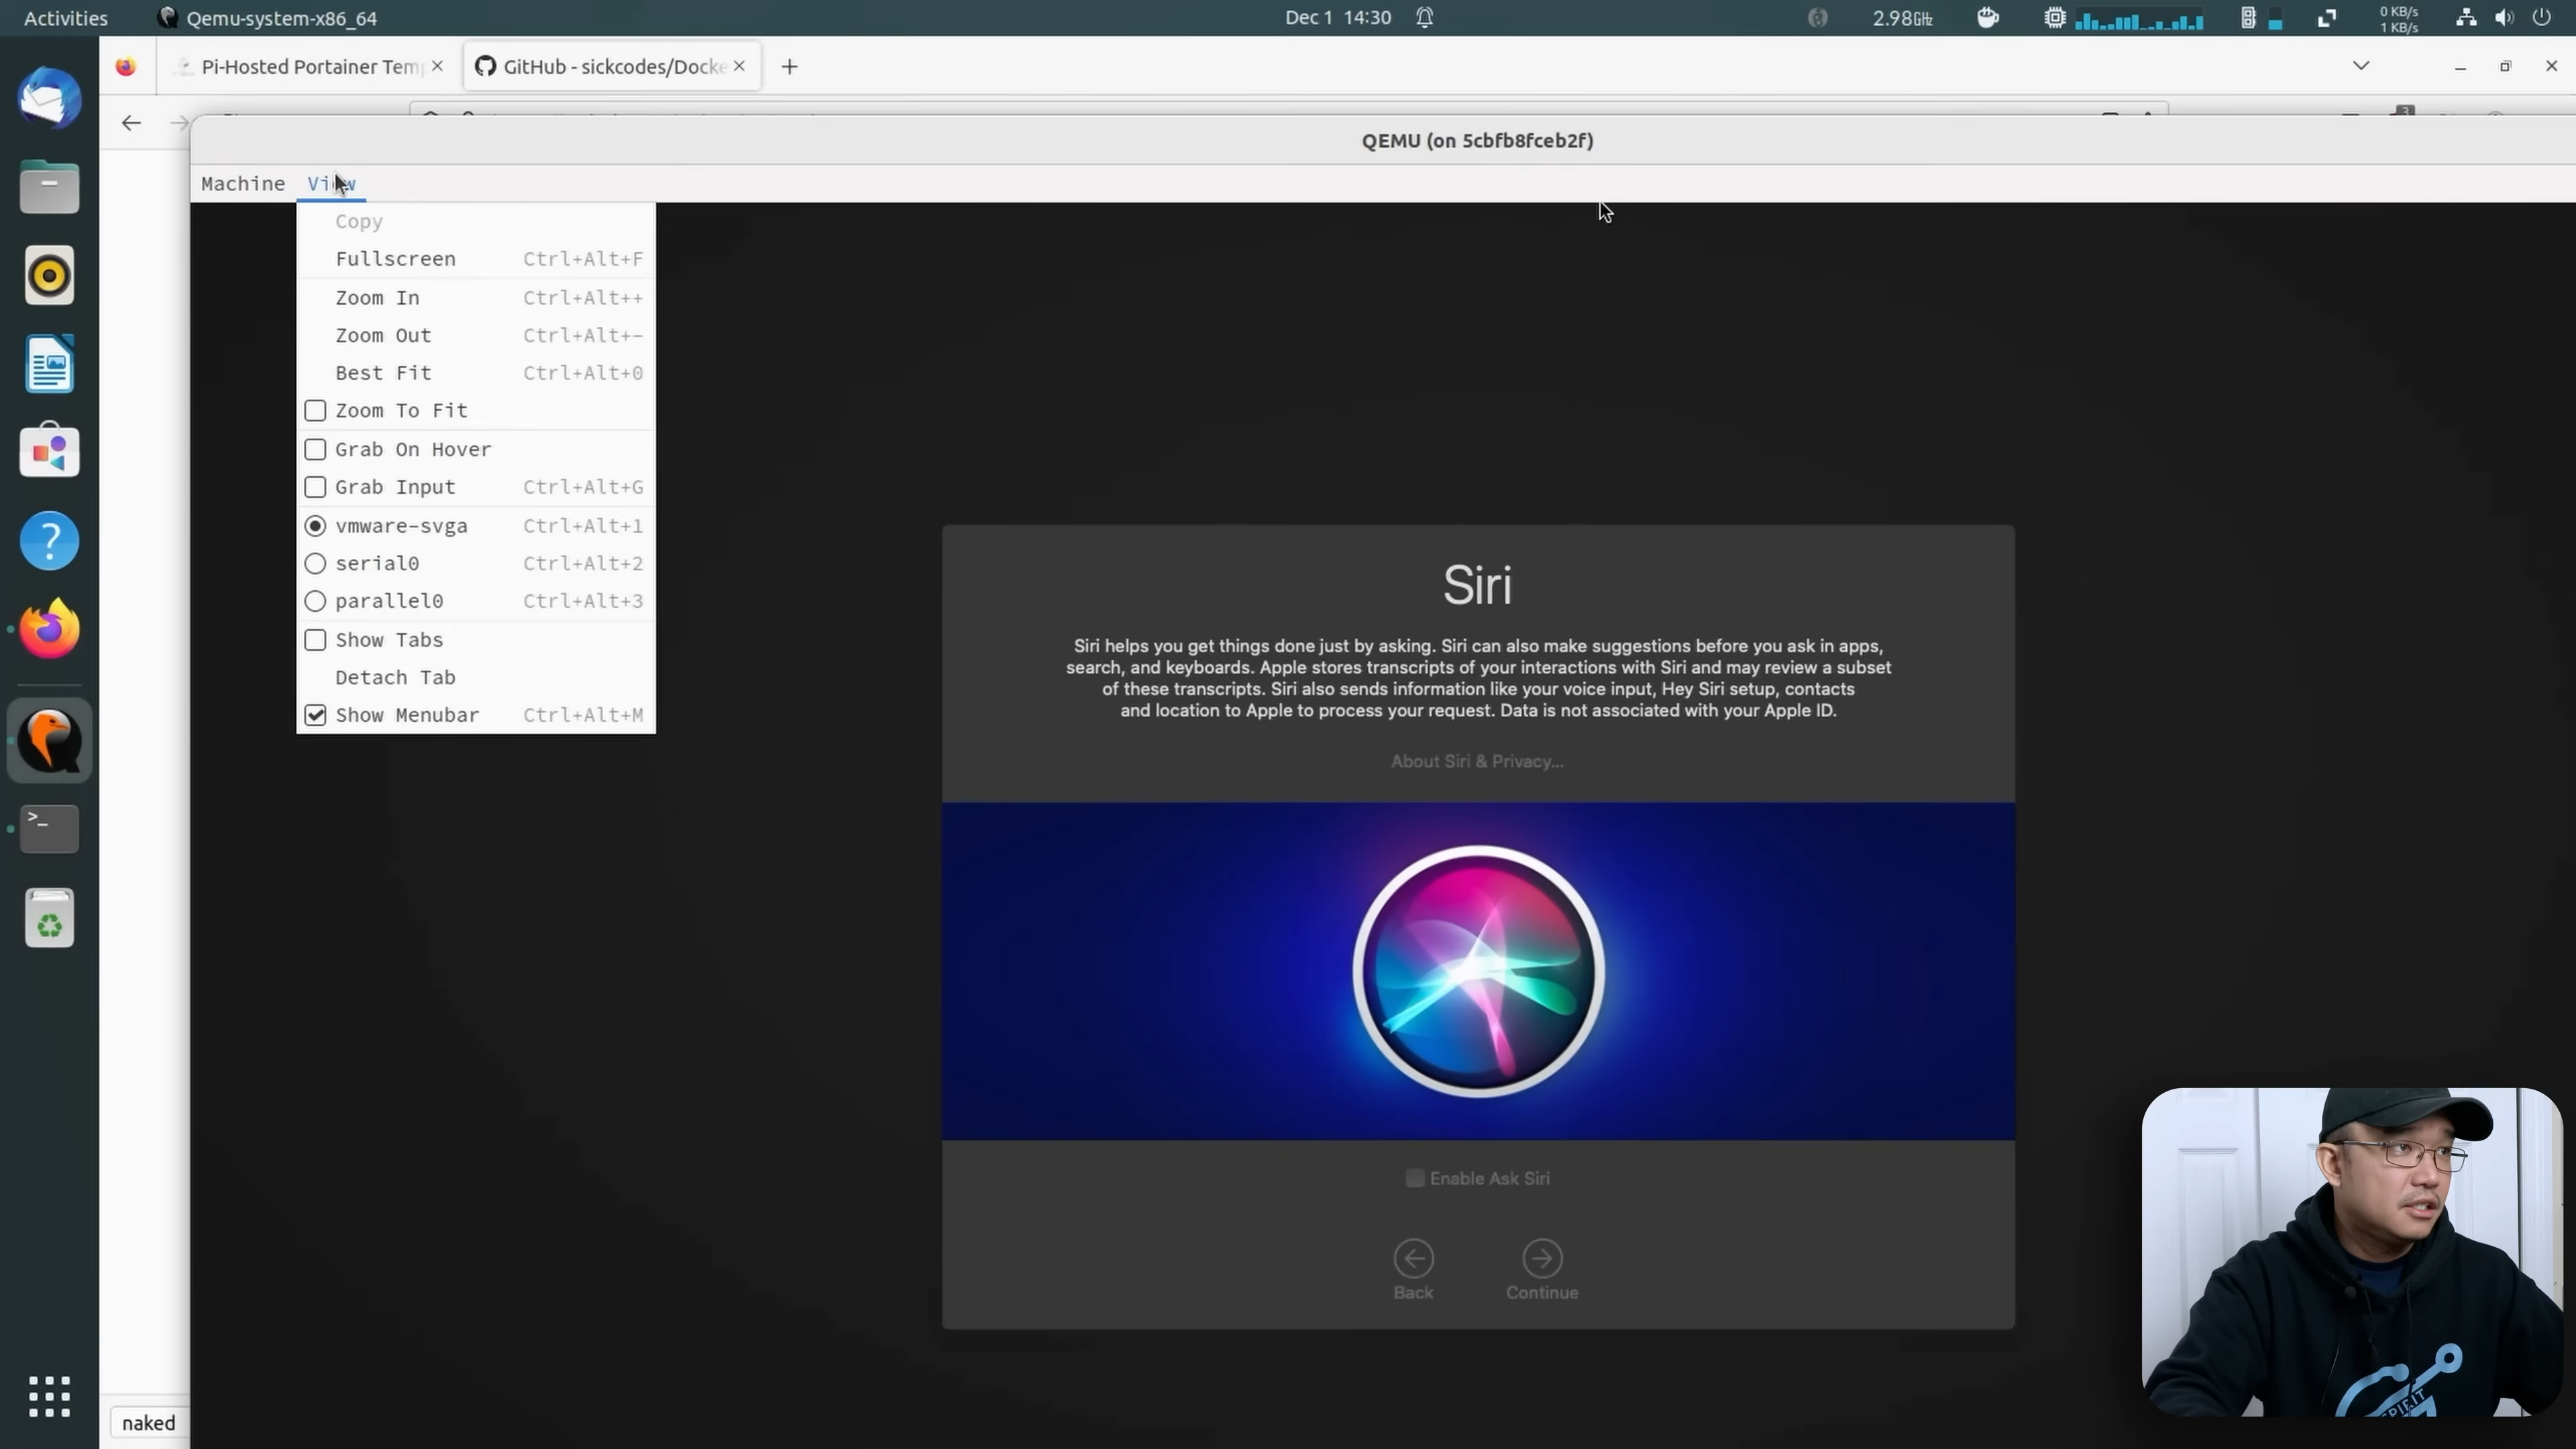 Activities
Qemu-system-x86_64
Dec 1 14:30
2.98GHz
0 KB/s
1 KB/s
Pi-Hosted Portainer Temp
GitHub - sickcodes/Docke
QEMU (on 5cbfb8fceb2f)
Machine View
Copy
Fullscreen Ctrl+Alt+F
Zoom In Ctrl+Alt++
Zoom Out Ctrl+Alt+-
Best Fit Ctrl+Alt+0
Zoom To Fit
Grab On Hover
Grab Input Ctrl+Alt+G
vmware-svga Ctrl+Alt+1
serial0 Ctrl+Alt+2
parallel0 Ctrl+Alt+3
Show Tabs
Detach Tab
Show Menubar Ctrl+Alt+M
Siri
Siri helps you get things done just by asking. Siri can also make suggestions before you ask in apps,
search, and keyboards. Apple stores transcripts of your interactions with Siri and may review a subset
of these transcripts. Siri also sends information like your voice input, Hey Siri setup, contacts
and location to Apple to process your request. Data is not associated with your Apple ID.
About Siri & Privacy...
Enable Ask Siri
Back
Continue
naked